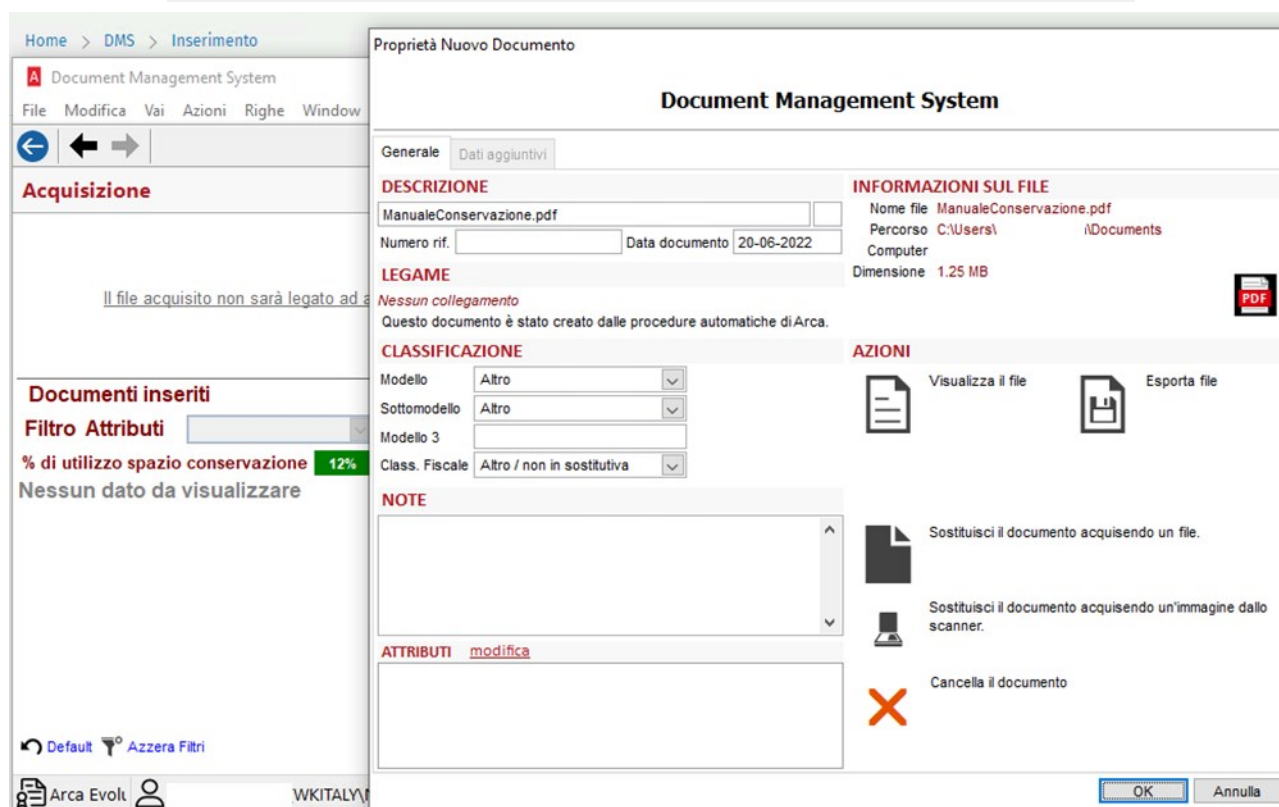 Home > DMS > Inserimento
Document Management System
File Modifica Vai Azioni Righe Window
Acquisizione
Il file acquisito non sarà legato ad a
Documenti inseriti
Filtro Attributi
% di utilizzo spazio conservazione 12%
Nessun dato da visualizzare
Default Azzera Filtri
Arca Evolu
WKITALY\
Proprietà Nuovo Documento
Document Management System
Generale Dati aggiuntivi
DESCRIZIONE
ManualeConservazione.pdf
Numero rif. Data documento 20-06-2022
LEGAME
Nessun collegamento
Questo documento è stato creato dalle procedure automatiche di Arca.
CLASSIFICAZIONE
Modello Altro
Sottomodello Altro
Modello 3
Class. Fiscale Altro / non in sostitutiva
NOTE
ATTRIBUTI modifica
INFORMAZIONI SUL FILE
Nome file ManualeConservazione.pdf
Percorso C:\Users\ \Documents
Computer
Dimensione 1.25 MB
PDF
AZIONI
Visualizza il file Esporta file
Sostituisci il documento acquisendo un file.
Sostituisci il documento acquisendo un'immagine dallo
scanner.
Cancella il documento
OK Annulla